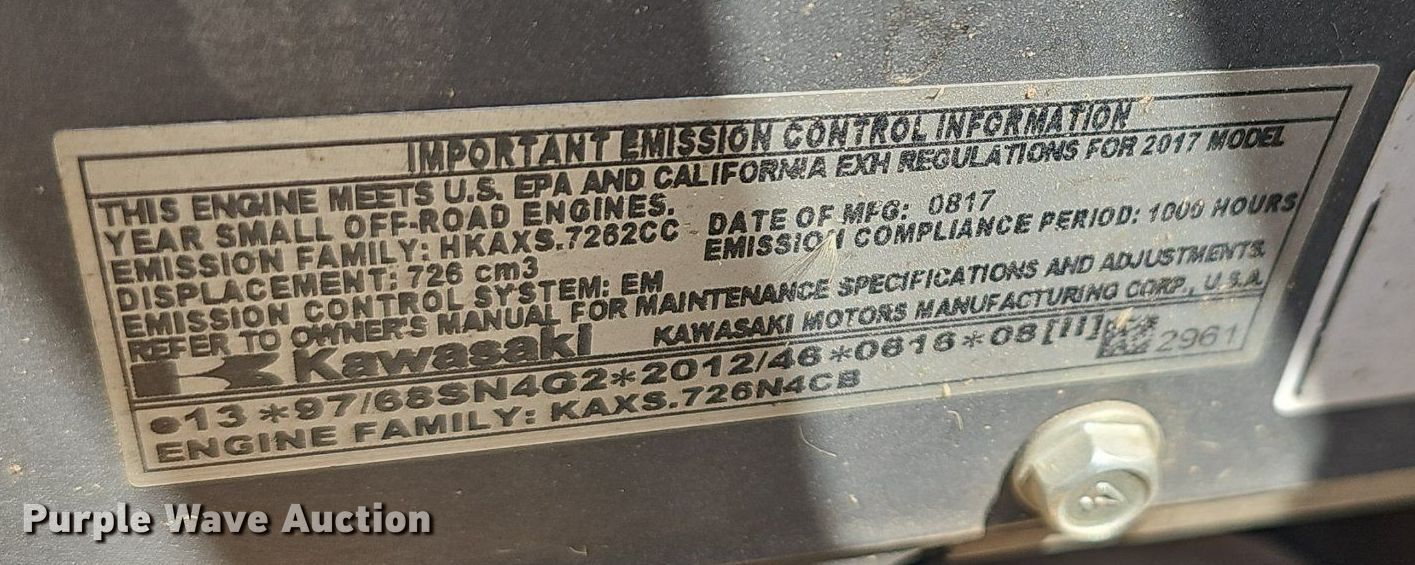 IMPORTANT EMISSION CONTROL INFORMATION
THIS ENGINE MEETS U.S. EPA AND CALIFORNIA EXH REGULATIONS FOR 2017 MODEL
YEAR SMALL OFF-ROAD ENGINES.
EMISSION FAMILY: HKAXS.7262CC
DATE OF MFG: 0817
DISPLACEMENT: 726 cm3
EMISSION COMPLIANCE PERIOD: 1000 HOURS
EMISSION CONTROL SYSTEM: EM
REFER TO OWNER'S MANUAL FOR MAINTENANCE SPECIFICATIONS AND ADJUSTMENTS.
Kawasaki
KAWASAKI MOTORS MANUFACTURING CORP., U.S.A.
e13*97/68SN4G2*2012/46*0816*08[II]
2961
ENGINE FAMILY: KAXS.726N4CB
Purple Wave Auction